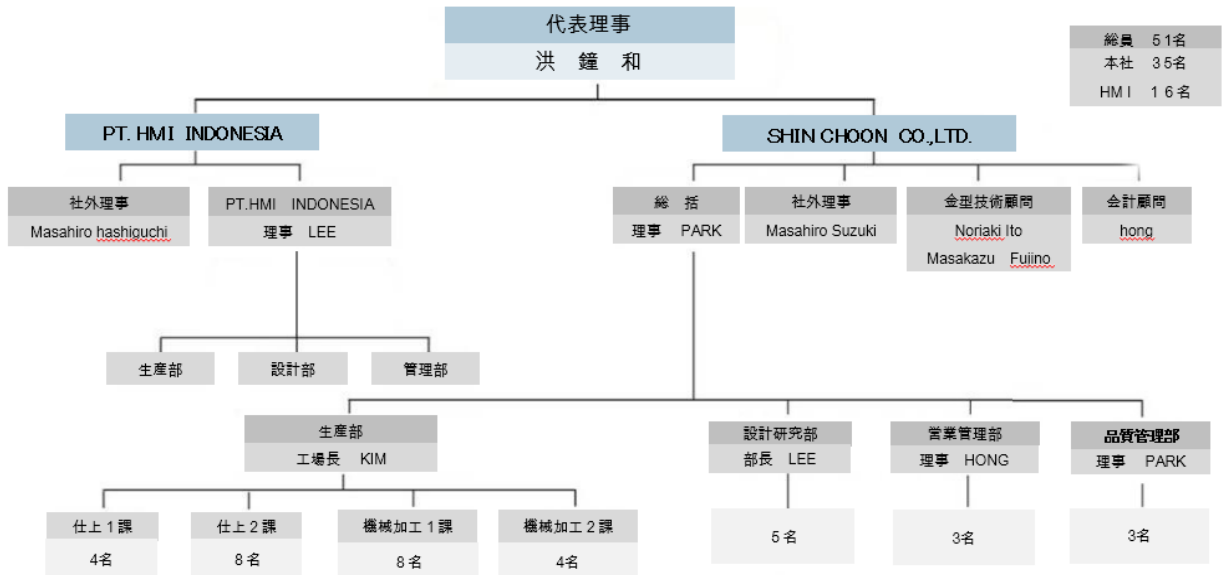 代表理事
洪 鐘 和
総員 51名
本社 35名
HMI 16名
PT. HMI INDONESIA
SHIN CHOON CO.,LTD.
社外理事
Masahiro hashiguchi
PT.HMI INDONESIA
理事 LEE
総 括
理事 PARK
社外理事
Masahiro Suzuki
金型技術顧問
Noriaki Ito
Masakazu Fujino
会計顧問
hong
生産部
設計部
管理部
生産部
工場長 KIM
設計研究部
部長 LEE
営業管理部
理事 HONG
品質管理部
理事 PARK
仕上1課
4名
仕上2課
8名
機械加工1課
8名
機械加工2課
4名
5名
3名
3名